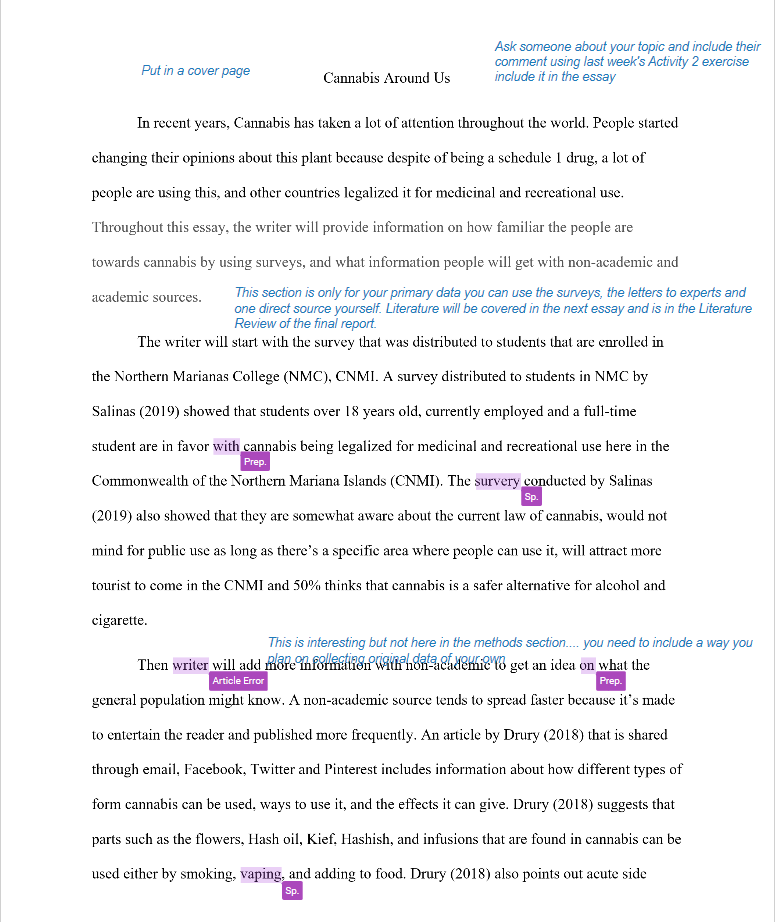 Put in a cover page
Ask someone about your topic and include their
comment using last week's Activity 2 exercise
include it in the essay
Cannabis Around Us
In recent years, Cannabis has taken a lot of attention throughout the world. People started
changing their opinions about this plant because despite of being a schedule 1 drug, a lot of
people are using this, and other countries legalized it for medicinal and recreational use.
Throughout this essay, the writer will provide information on how familiar the people are
towards cannabis by using surveys, and what information people will get with non-academic and
academic sources.
This section is only for your primary data you can use the surveys, the letters to experts and
one direct source yourself. Literature will be covered in the next essay and is in the Literature
Review of the final report.
The writer will start with the survey that was distributed to students that are enrolled in
the Northern Marianas College (NMC), CNMI. A survey distributed to students in NMC by
Salinas (2019) showed that students over 18 years old, currently employed and a full-time
student are in favor with cannabis being legalized for medicinal and recreational use here in the
Prep.
Commonwealth of the Northern Mariana Islands (CNMI). The survery conducted by Salinas
Sp.
(2019) also showed that they are somewhat aware about the current law of cannabis, would not
mind for public use as long as there's a specific area where people can use it, will attract more
tourist to come in the CNMI and 50% thinks that cannabis is a safer alternative for alcohol and
cigarette.
This is interesting but not here in the methods section.... you need to include a way you
plan on collecting original data of your own
Then writer will add more information with non-academic to get an idea on what the
Article Error
Prep.
general population might know. A non-academic source tends to spread faster because it's made
to entertain the reader and published more frequently. An article by Drury (2018) that is shared
through email, Facebook, Twitter and Pinterest includes information about how different types of
form cannabis can be used, ways to use it, and the effects it can give. Drury (2018) suggests that
parts such as the flowers, Hash oil, Kief, Hashish, and infusions that are found in cannabis can be
used either by smoking, vaping, and adding to food. Drury (2018) also points out acute side
Sp.